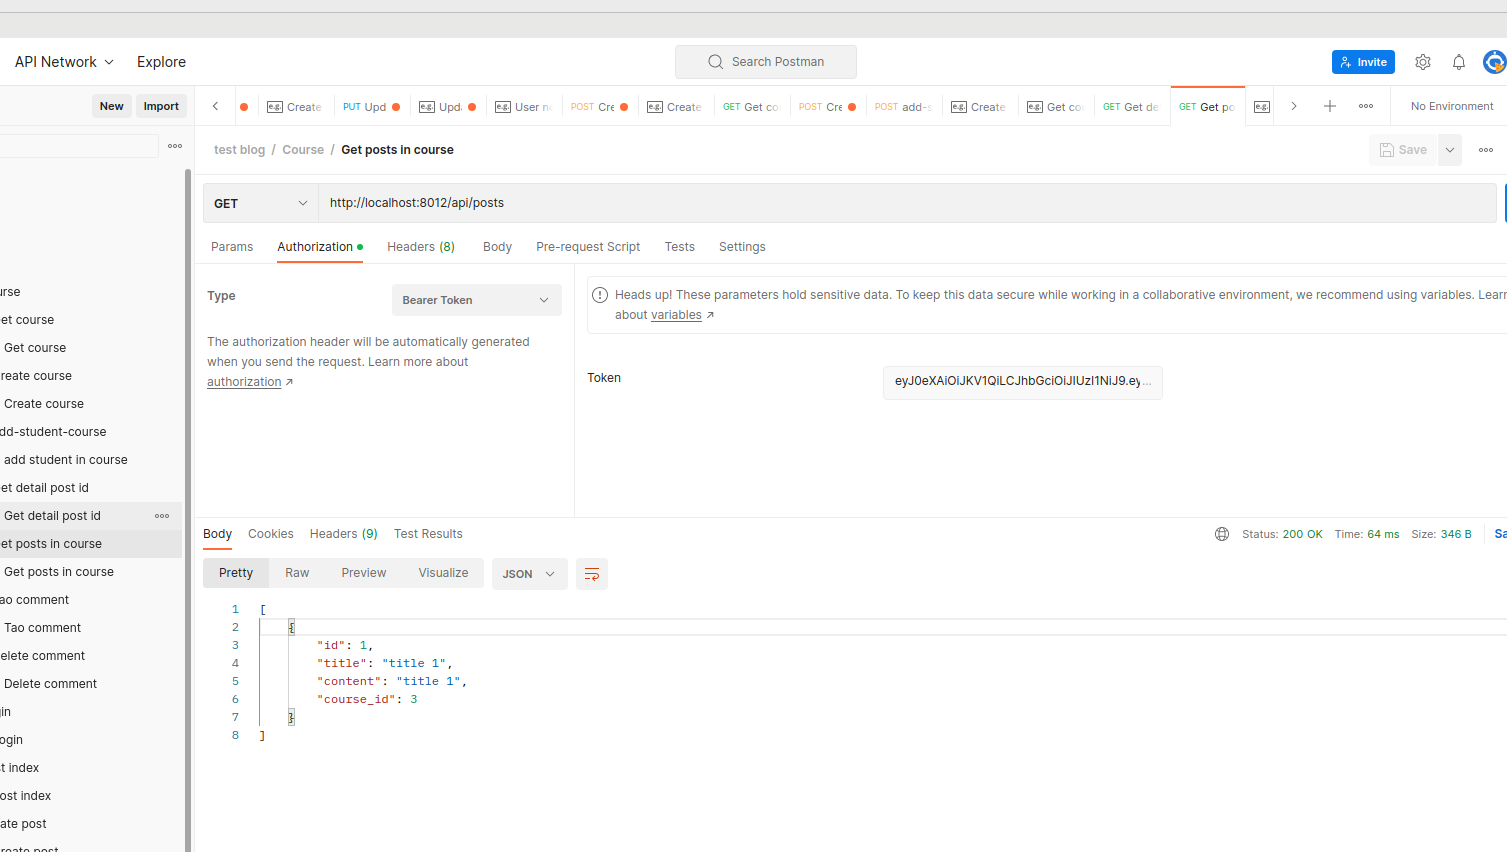 API Network Explore Search Postman Invite
New Import
Create PUT Upd Upda User n POST Cre Create GET Get co POST Cre POST add-s Create Get co GET Get de GET Get po No Environment
test blog / Course / Get posts in course Save
GET http://localhost:8012/api/posts
Params Authorization Headers (8) Body Pre-request Script Tests Settings
Type Bearer Token
The authorization header will be automatically generated
when you send the request. Learn more about
authorization ↗
Heads up! These parameters hold sensitive data. To keep this data secure while working in a collaborative environment, we recommend using variables. Learn
about variables ↗
Token eyJ0eXAiOiJKV1QiLCJhbGciOiJIUzI1NiJ9.ey...
urse
et course
Get course
reate course
Create course
dd-student-course
add student in course
et detail post id
Get detail post id
et posts in course
Get posts in course
ao comment
Tao comment
elete comment
Delete comment
gin
ogin
t index
ost index
ate post
reate post
Body Cookies Headers (9) Test Results Status: 200 OK Time: 64 ms Size: 346 B Sa
Pretty Raw Preview Visualize JSON
1 [
2 {
3 "id": 1,
4 "title": "title 1",
5 "content": "title 1",
6 "course_id": 3
7 }
8 ]